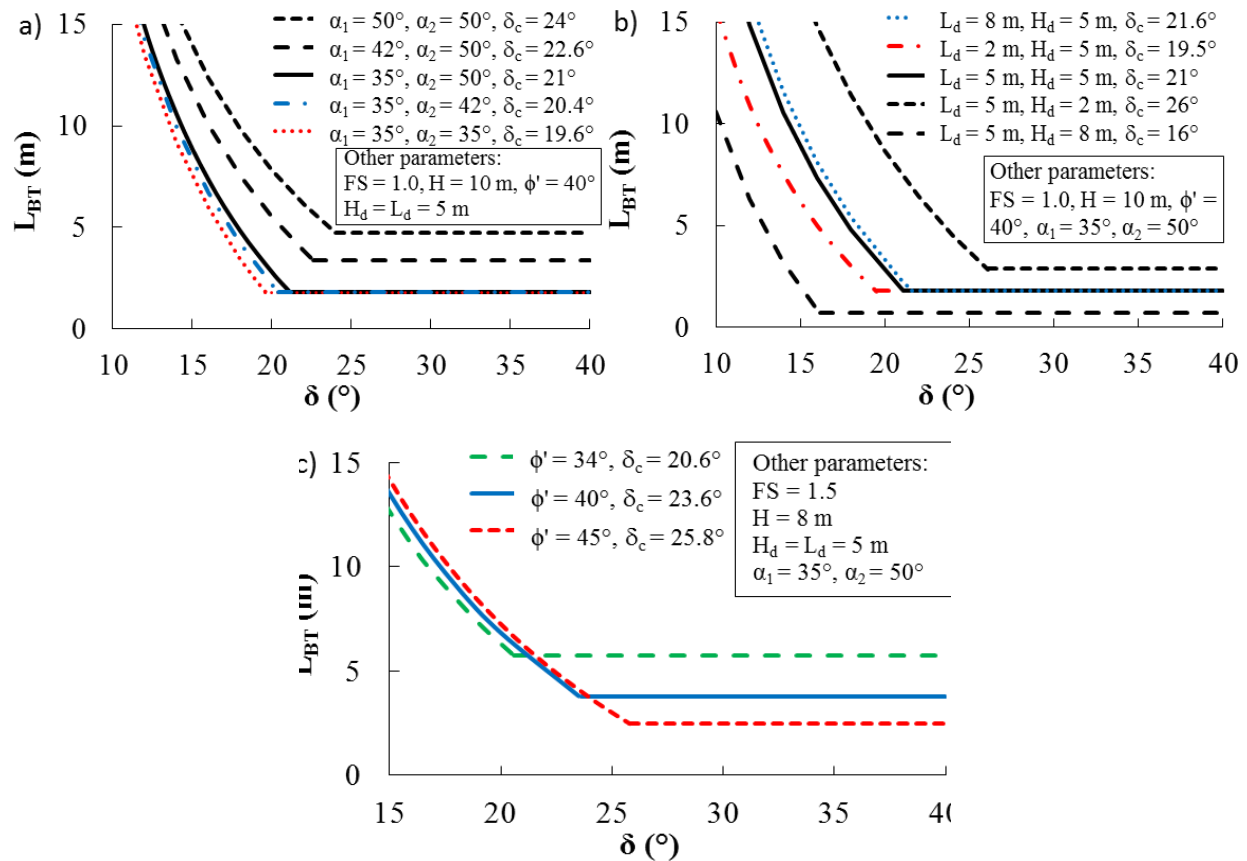 a)
α1 = 50°, α2 = 50°, δc = 24°
α1 = 42°, α2 = 50°, δc = 22.6°
α1 = 35°, α2 = 50°, δc = 21°
α1 = 35°, α2 = 42°, δc = 20.4°
α1 = 35°, α2 = 35°, δc = 19.6°
Other parameters:
FS = 1.0, H = 10 m, ϕ' = 40°
Hd = Ld = 5 m
LBT (m)
15
10
5
0
10 15 20 25 30 35 40
δ (°)
b)
Ld = 8 m, Hd = 5 m, δc = 21.6°
Ld = 2 m, Hd = 5 m, δc = 19.5°
Ld = 5 m, Hd = 5 m, δc = 21°
Ld = 5 m, Hd = 2 m, δc = 26°
Ld = 5 m, Hd = 8 m, δc = 16°
Other parameters:
FS = 1.0, H = 10 m, ϕ' =
40°, α1 = 35°, α2 = 50°
LBT (m)
15
10
5
0
10 15 20 25 30 35 40
δ (°)
c)
ϕ' = 34°, δc = 20.6°
ϕ' = 40°, δc = 23.6°
ϕ' = 45°, δc = 25.8°
Other parameters:
FS = 1.5
H = 8 m
Hd = Ld = 5 m
α1 = 35°, α2 = 50°
LBT (m)
15
10
5
0
15 20 25 30 35 40
δ (°)